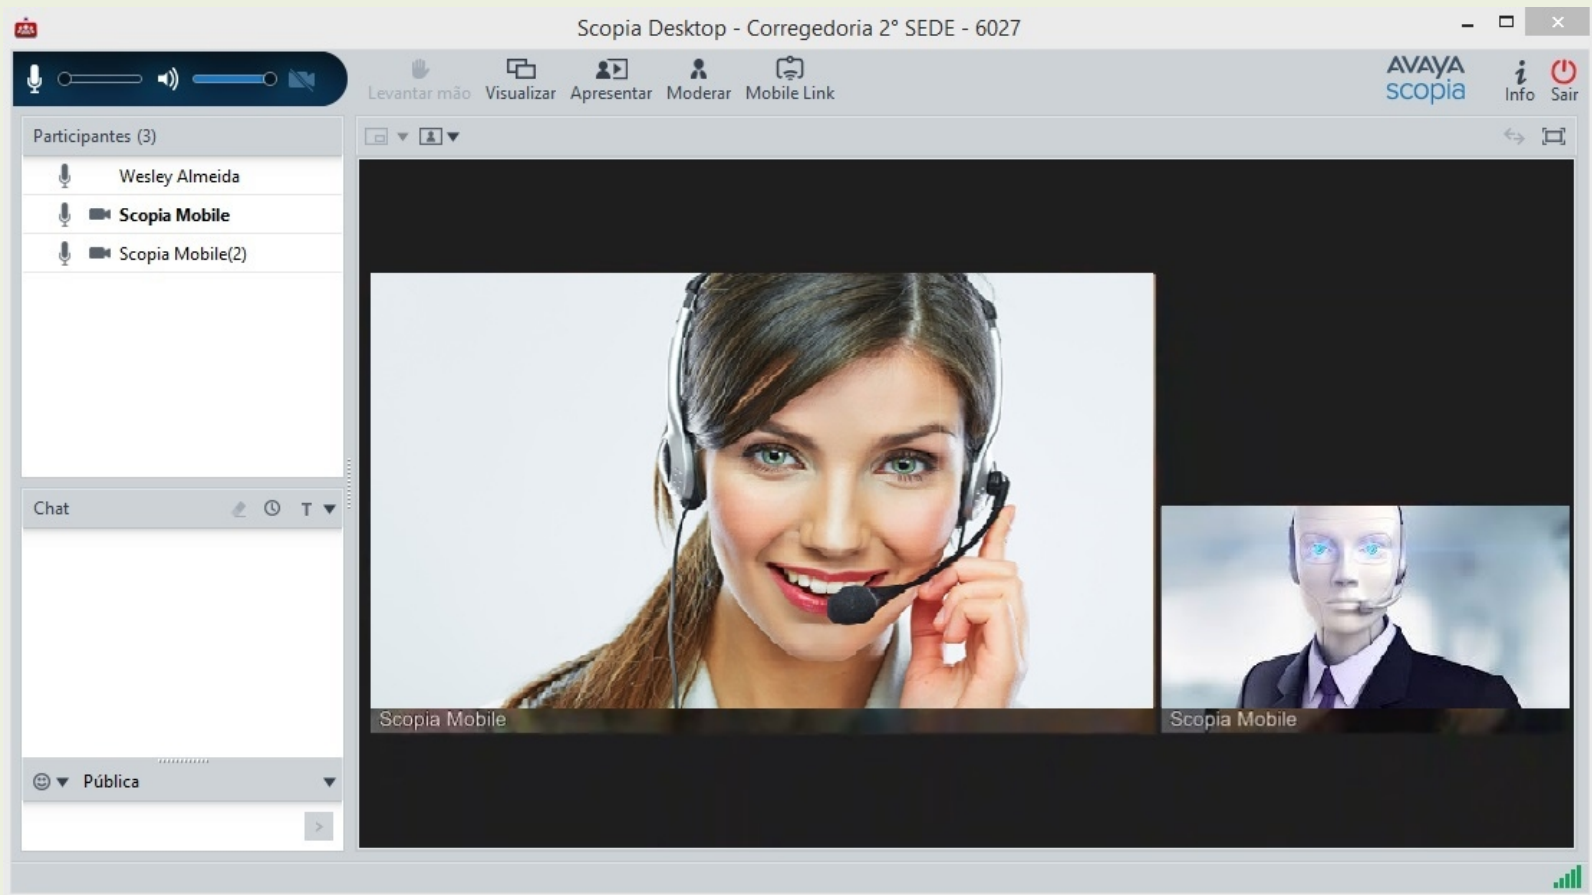 Scopia Desktop - Corregedoria 2° SEDE - 6027
Levantar mão
Visualizar
Apresentar
Moderar
Mobile Link
AVAYA
scopia
Info
Sair
Participantes (3)
Wesley Almeida
Scopia Mobile
Scopia Mobile(2)
Chat
T
Scopia Mobile
Scopia Mobile
Pública